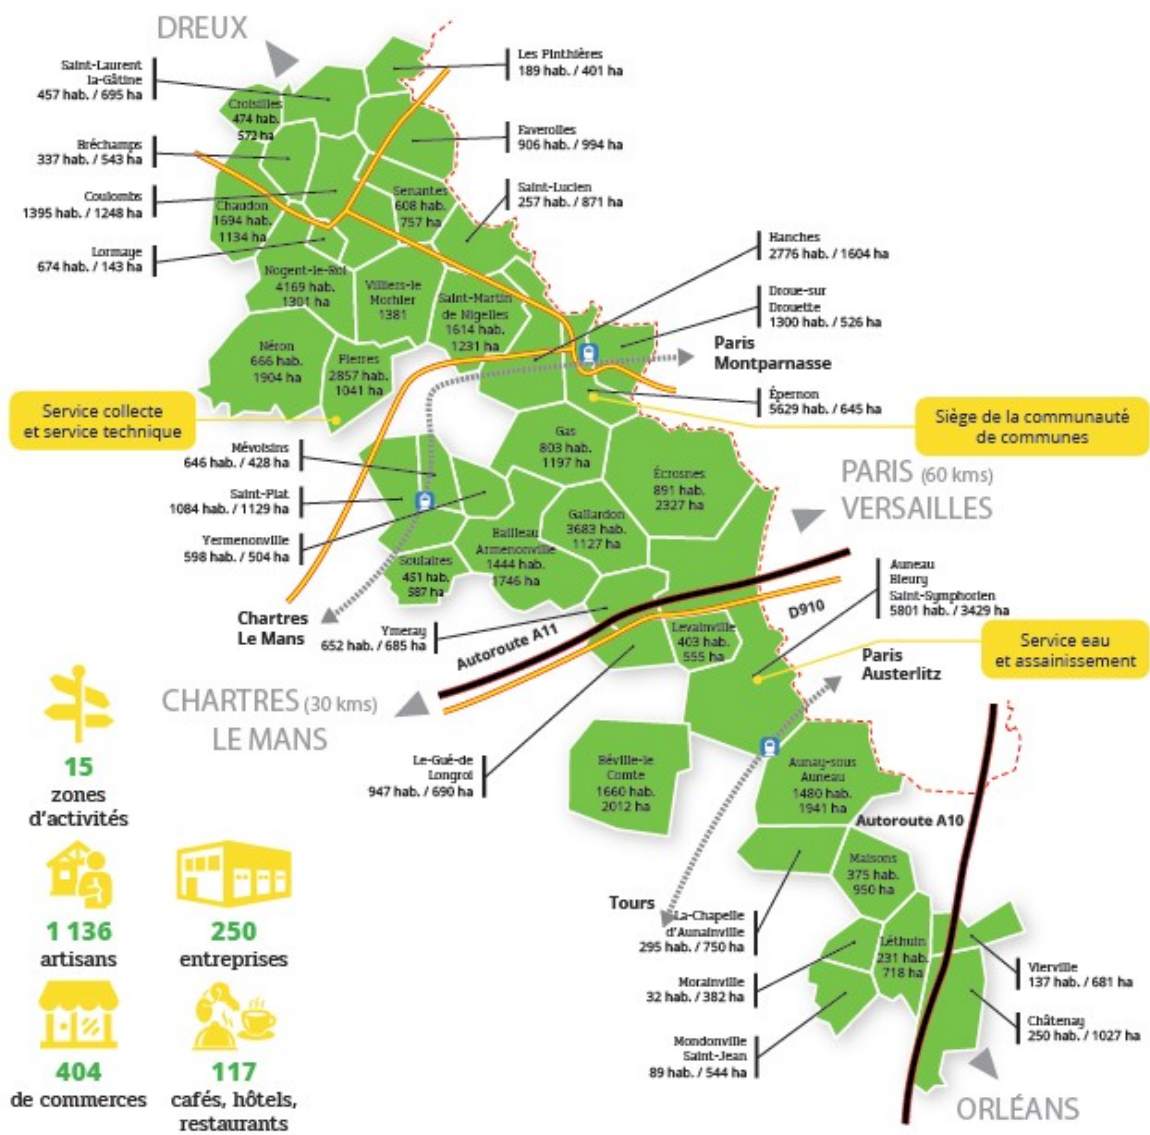 DREUX
Saint-Laurent
la-Gâtine
457 hab. / 695 ha
Les Pinthières
189 hab. / 401 ha
Croisilles
474 hab.
572 ha
Bréchamps
337 hab. / 543 ha
Faverolles
906 hab. / 994 ha
Coulombs
1395 hab. / 1248 ha
Senantes
608 hab.
757 ha
Saint-Lucien
257 hab. / 871 ha
Chaudon
1694 hab.
1134 ha
Lormaye
674 hab. / 143 ha
Hanches
2776 hab. / 1604 ha
Nogent-le-Roi
4169 hab.
1301 ha
Villiers-le
Morhier
1381
Saint-Martin
de Nigelles
1614 hab.
1231 ha
Droue-sur
Drouette
1300 hab. / 526 ha
Néron
666 hab.
1904 ha
Pierres
2857 hab.
1041 ha
Paris
Montparnasse
Épernon
5629 hab. / 645 ha
Service collecte
et service technique
Siège de la communauté
de communes
Névoisins
646 hab. / 428 ha
Gas
803 hab.
1197 ha
Écrosnes
891 hab.
2327 ha
PARIS (60 kms)
VERSAILLES
Saint-Piat
1084 hab. / 1129 ha
Gallardon
3683 hab.
1127 ha
Yermenonville
598 hab. / 504 ha
Bailleau
Armenonville
1444 hab.
1746 ha
Soulaires
451 hab.
587 ha
Auneau
Bleury
Saint-Symphorien
5801 hab. / 3429 ha
Chartres
Le Mans
Ymeray
652 hab. / 685 ha
Autoroute A11
D910
Levainville
403 hab.
555 ha
Service eau
et assainissement
Paris
Austerlitz
CHARTRES (30 kms)
LE MANS
Le-Gué-de
Longroi
947 hab. / 690 ha
Béville-le
Comte
1660 hab.
2012 ha
Aunay-sous
Auneau
1480 hab.
1941 ha
Autoroute A10
Maisons
375 hab.
950 ha
Tours
La-Chapelle
d'Aunainville
295 hab. / 750 ha
Léthuin
231 hab.
718 ha
Morainville
32 hab. / 382 ha
Vierville
137 hab. / 681 ha
Mondonville
Saint-Jean
89 hab. / 544 ha
Châtenay
250 hab. / 1027 ha
ORLÉANS
15
zones
d'activités
1 136
artisans
250
entreprises
404
de commerces
117
cafés, hôtels,
restaurants